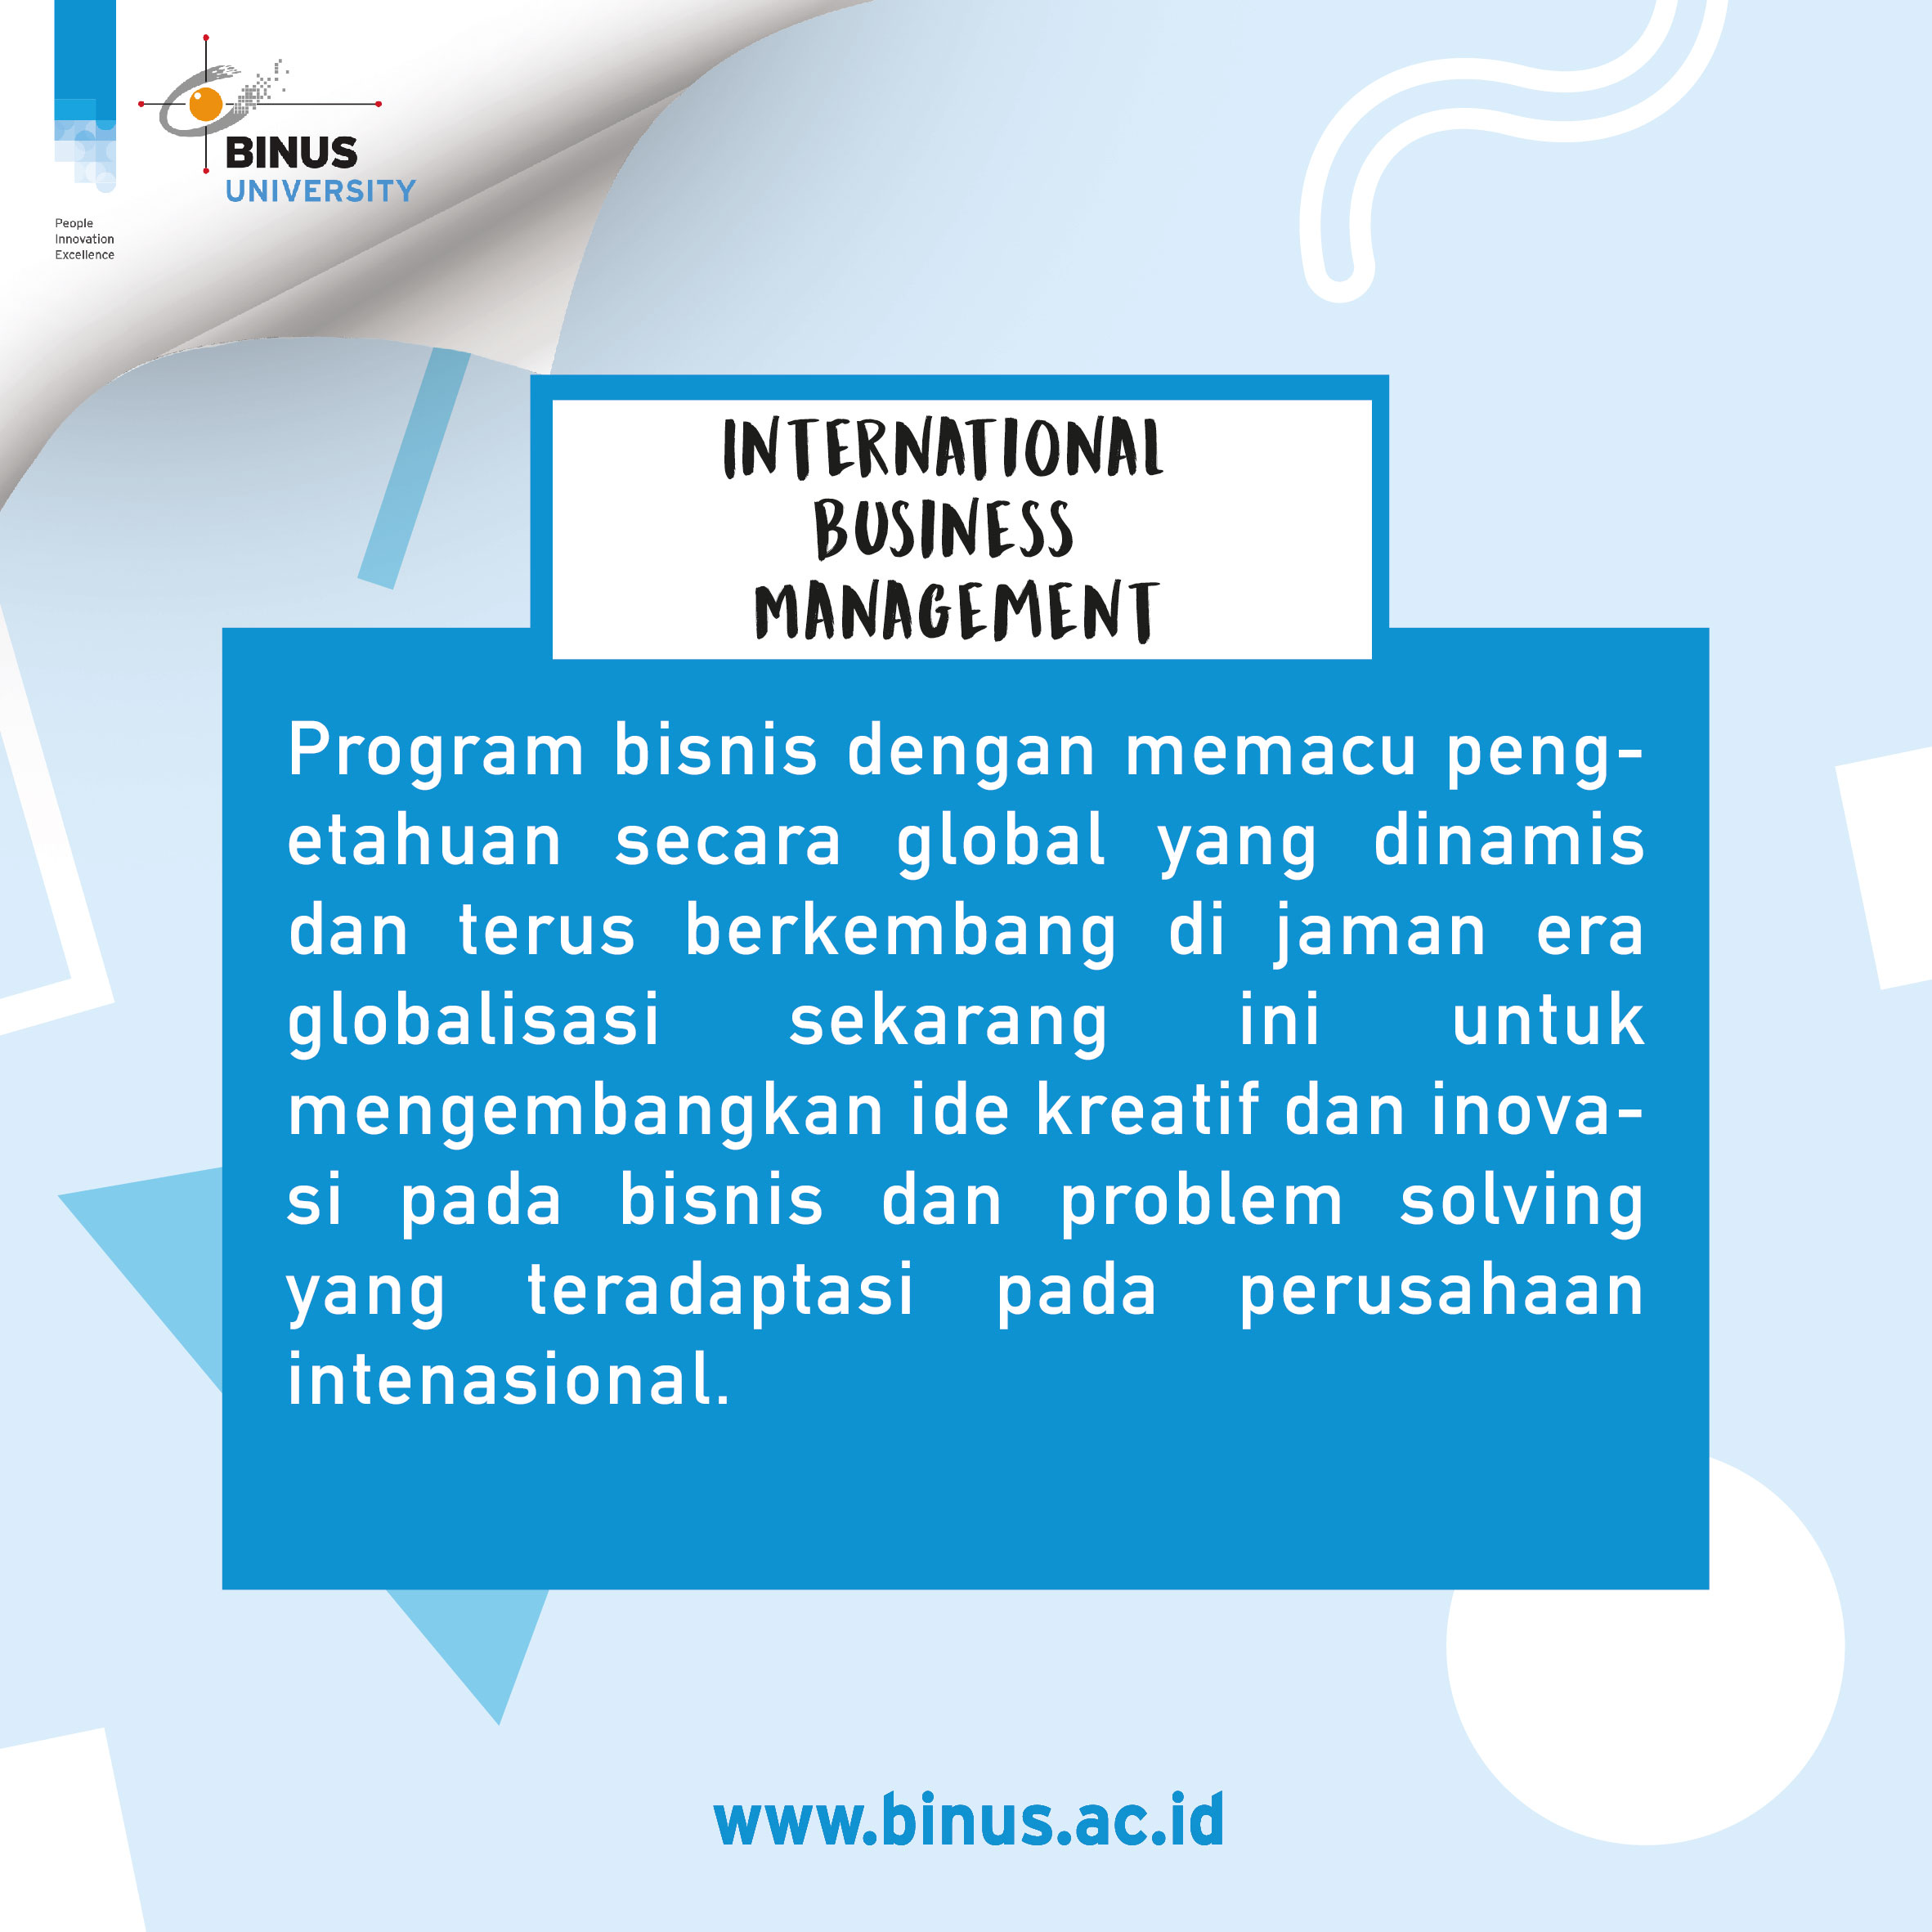 BINUS
UNIVERSITY
People
Innovation
Excellence
INTERNATIONAL
BUSINESS
MANAGEMENT
Program bisnis dengan memacu peng-
etahuan secara global yang dinamis
dan terus berkembang di jaman era
globalisasi sekarang ini untuk
mengembangkan ide kreatif dan inova-
si pada bisnis dan problem solving
yang teradaptasi pada perusahaan
intenasional.
www.binus.ac.id